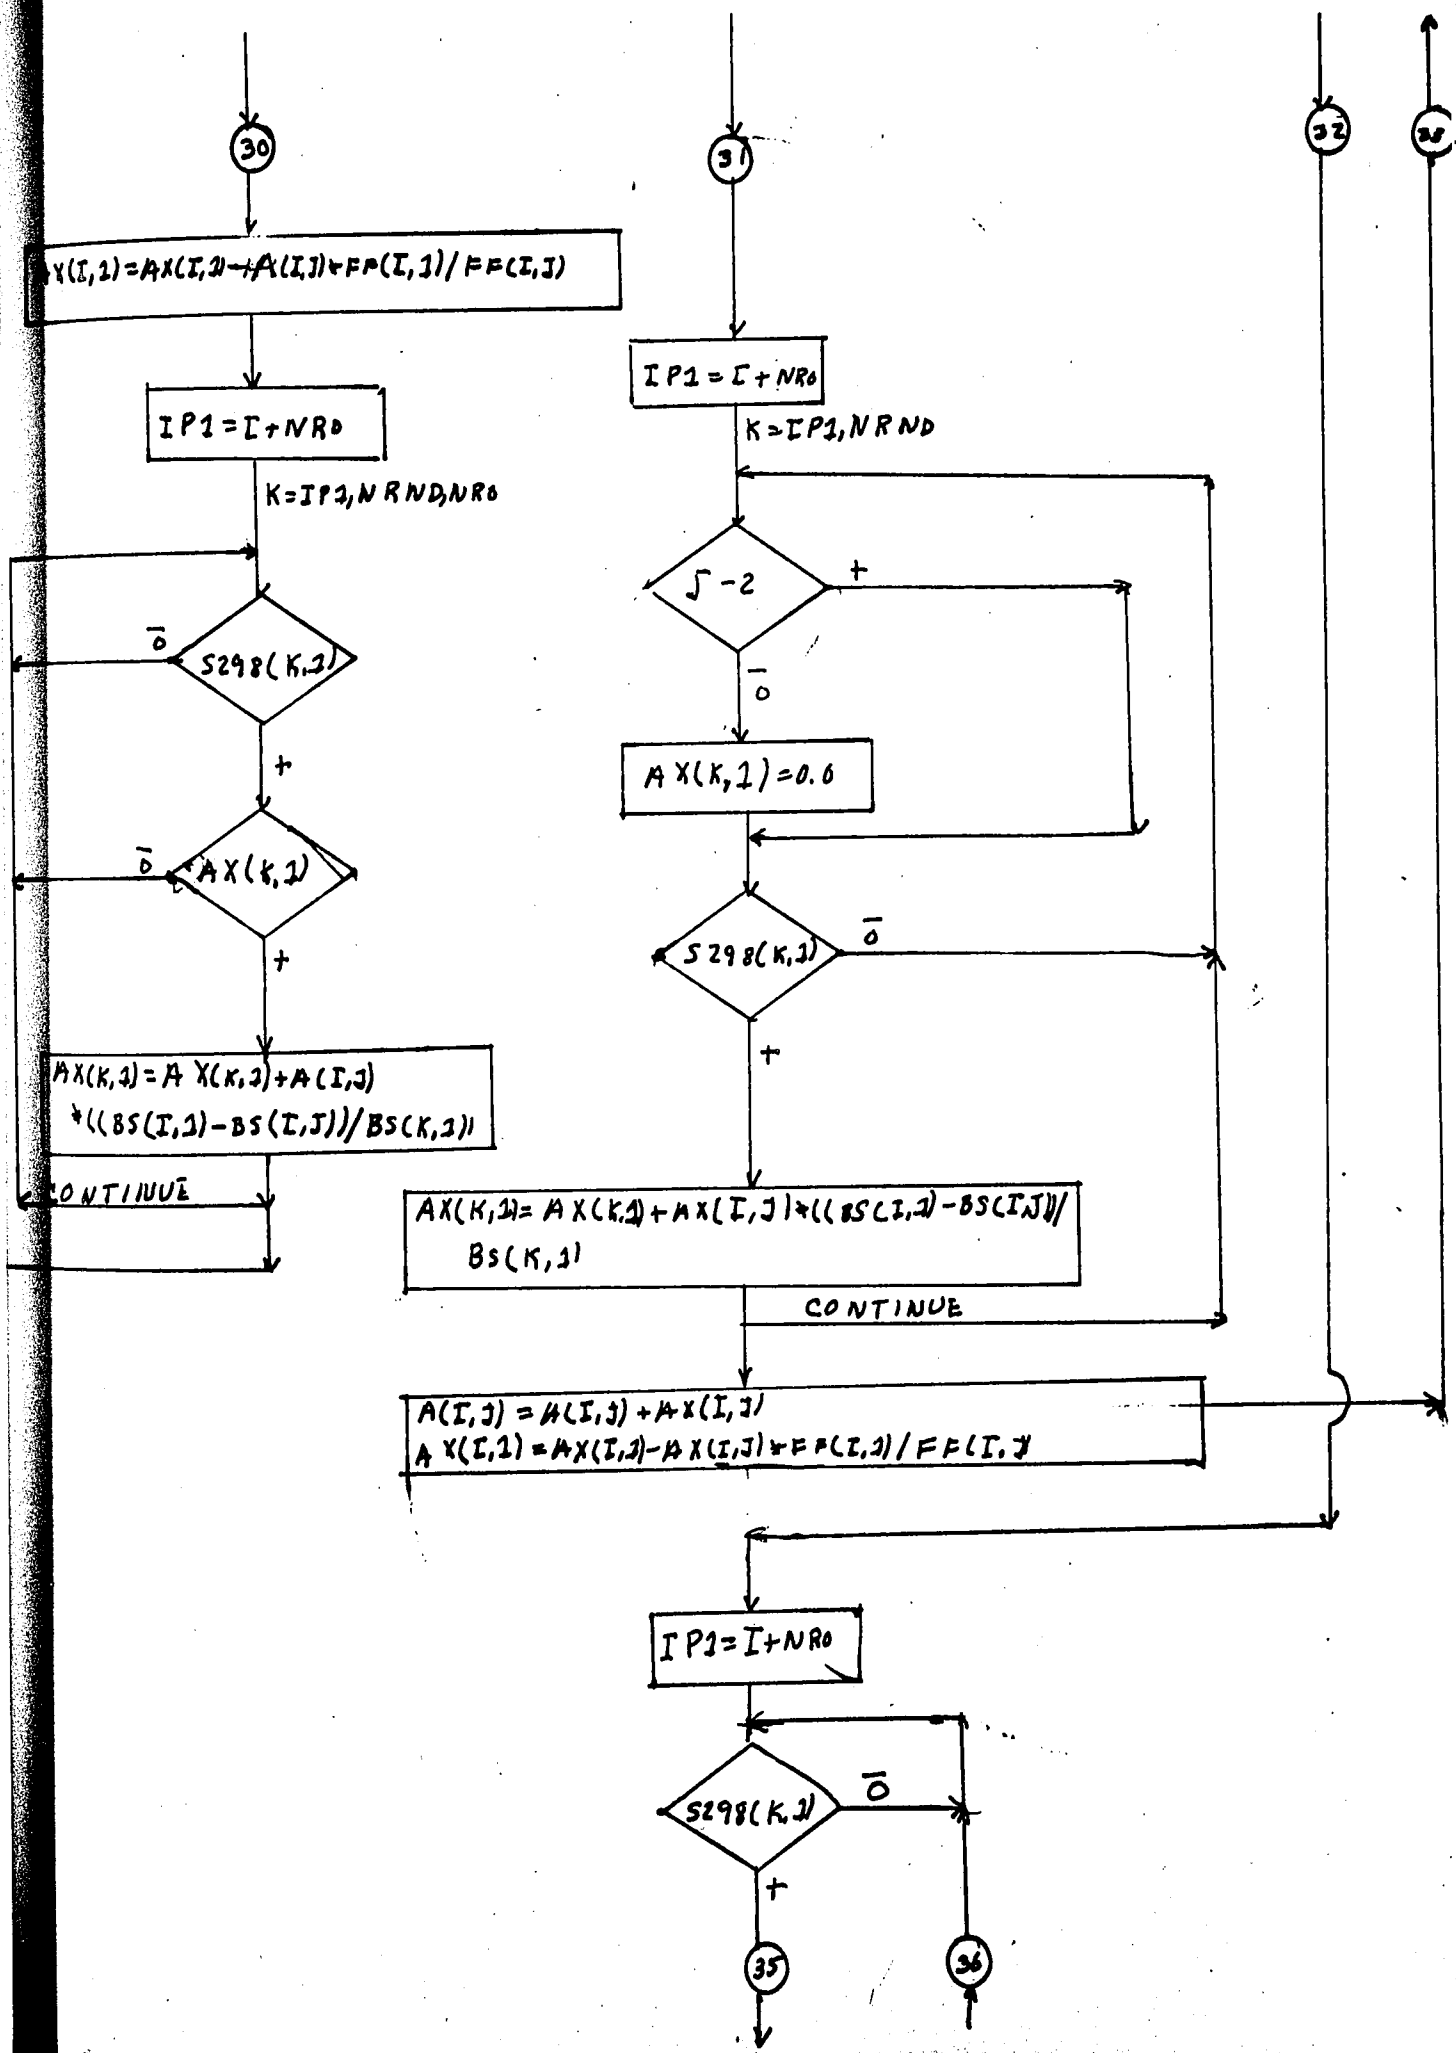 30
31
32
AX(I,1)=AX(I,1)-A(I,J)*FF(I,1)/FF(I,J)
IP1=I+NRO
K=IP1,NRND,NRO
S298(K,1)
-
0
+
AX(K,1)
-
0
+
AX(K,1)=AX(K,1)+A(I,J)
*((BS(I,1)-BS(I,J))/BS(K,1))
CONTINUE
IP1=I+NRO
K=IP1,NRND
J-2
+
-
0
AX(K,1)=0.0
S298(K,1)
-
0
+
AX(K,1)=AX(K,1)+AX(I,J)*((BS(I,1)-BS(I,J))/
BS(K,1)
CONTINUE
A(I,J)=A(I,J)+AX(I,J)
AX(I,1)=AX(I,1)-AX(I,J)*FF(I,1)/FF(I,J)
IP1=I+NRO
S298(K,1)
-
0
+
35
36